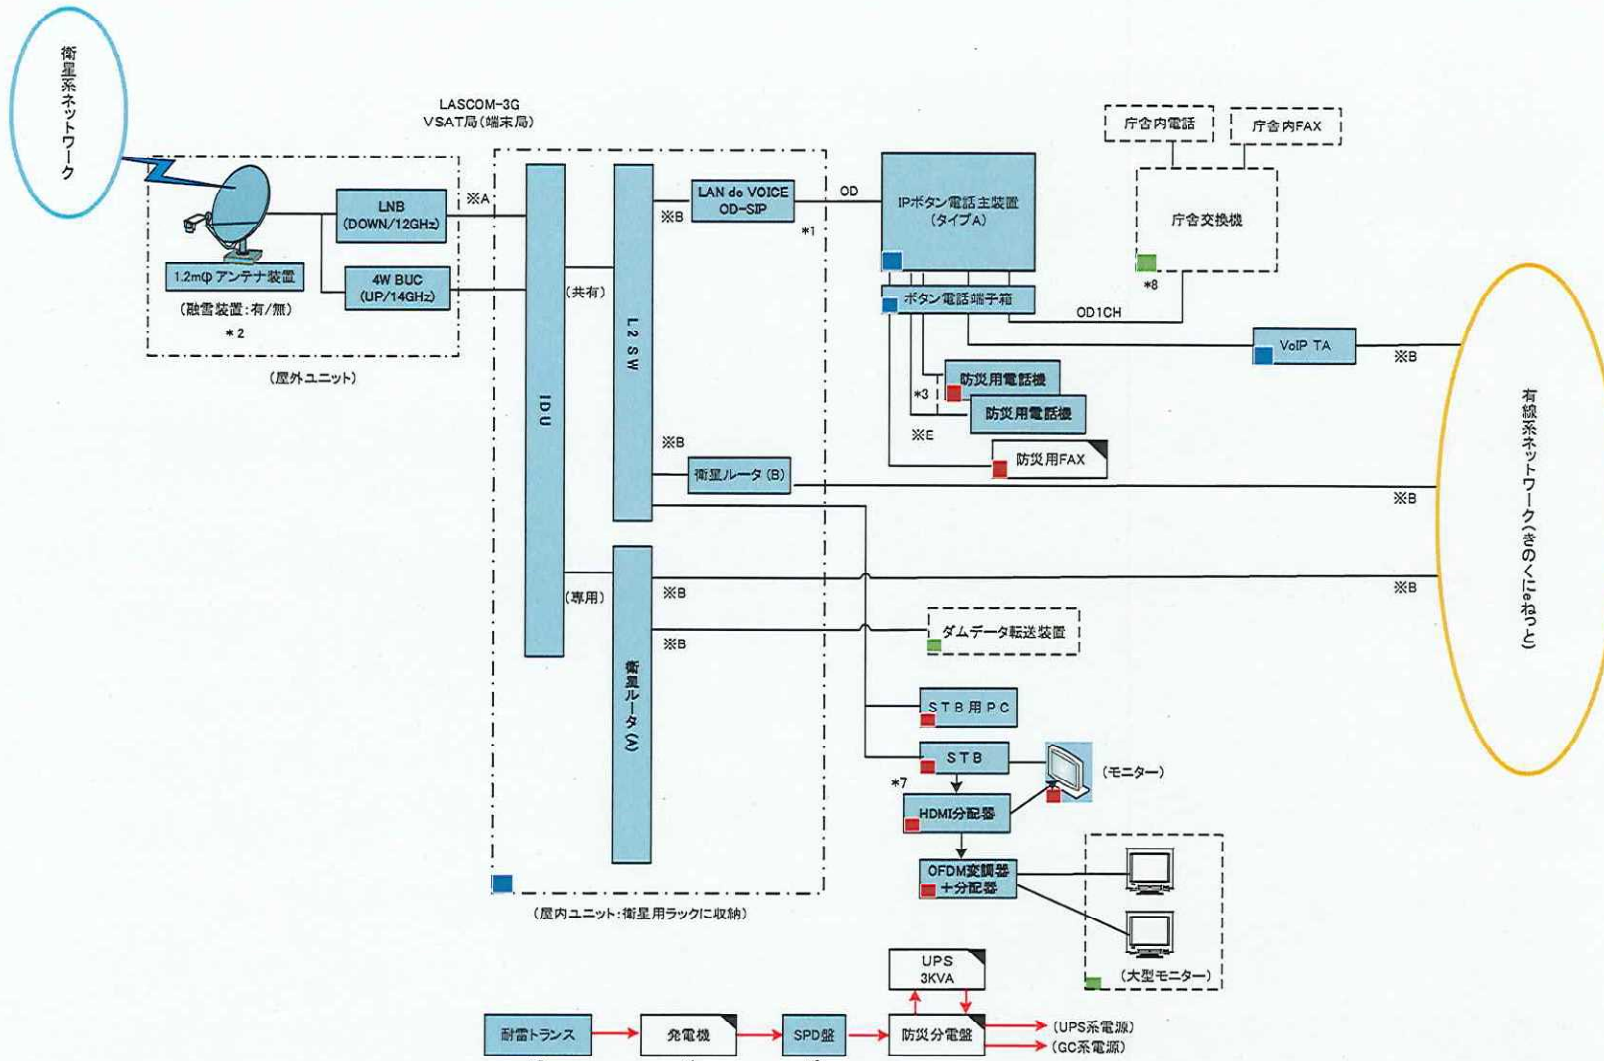 衛星系ネットワーク
LASCOM-3G
VSAT局(端末局)
LNB
(DOWN/12GHz)
※A
1.2mφ アンテナ装置
4W BUC
(UP/14GHz)
(融雪装置:有/無)
*2
(屋外ユニット)
IDU
(共有)
(専用)
L2 SW
※B
LAN do VOICE
OD-SIP
*1
OD
IPボタン電話主装置
(タイプA)
ボタン電話端子箱
庁舎内電話
庁舎内FAX
庁舎交換機
*8
OD1CH
VoIP TA
※B
防災用電話機
*3
防災用電話機
※E
防災用FAX
※B
衛星ルータ(B)
※B
有線系ネットワーク(きのくにeねっと)
衛星ルータ(A)
※B
※B
※B
ダムデータ転送装置
STB用PC
STB
(モニター)
*7
HDMI分配器
OFDM変調器
+分配器
(大型モニター)
(屋内ユニット:衛星用ラックに収納)
UPS
3KVA
耐雷トランス
発電機
SPD盤
防災分電盤
(UPS系電源)
(GC系電源)